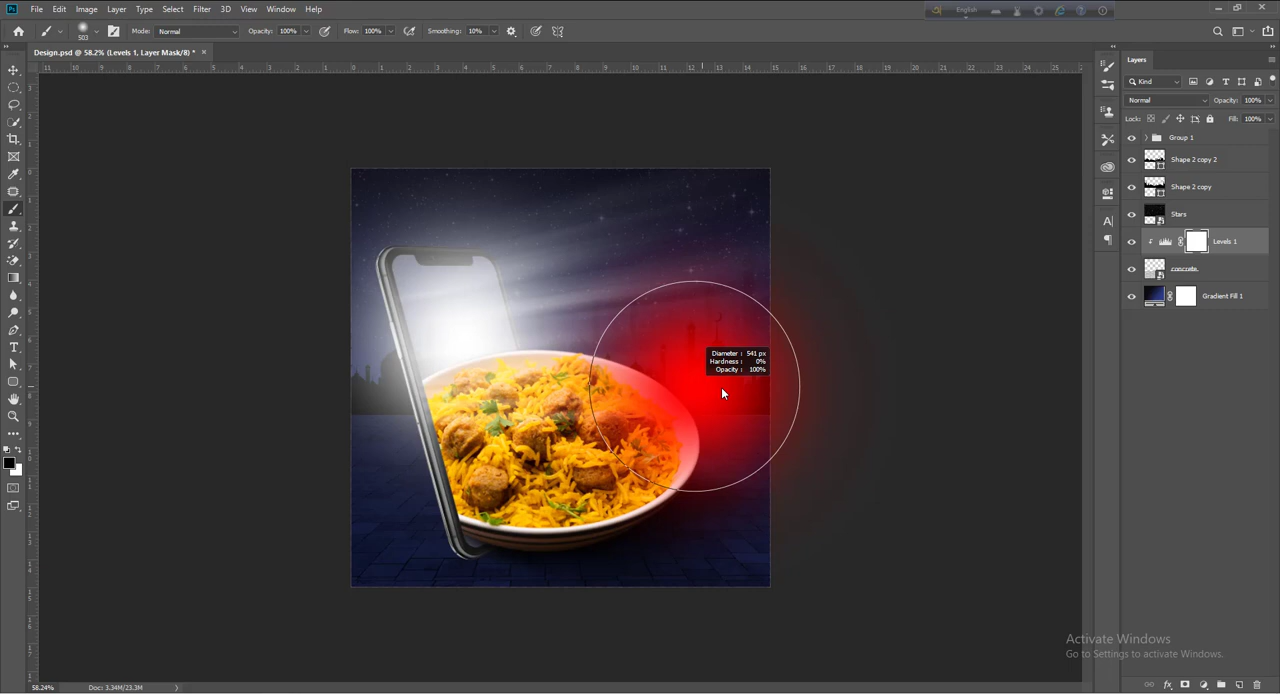 Ps File Edit Image Layer Type Select Filter 3D View Window Help English
503 Mode: Normal Opacity: 100% Flow: 100% Smoothing: 10%
Design.psd @ 58.2% (Levels 1, Layer Mask/8) * ×
Layers
Kind
Normal Opacity: 100%
Lock: Fill: 100%
Group 1
Shape 2 copy 2
Shape 2 copy
Stars
Levels 1
concrete.
Gradient Fill 1
Diameter : 541 px
Hardness : 0%
Opacity : 100%
Activate Windows
Go to Settings to activate Windows.
58.24% Doc: 3.34M/23.3M